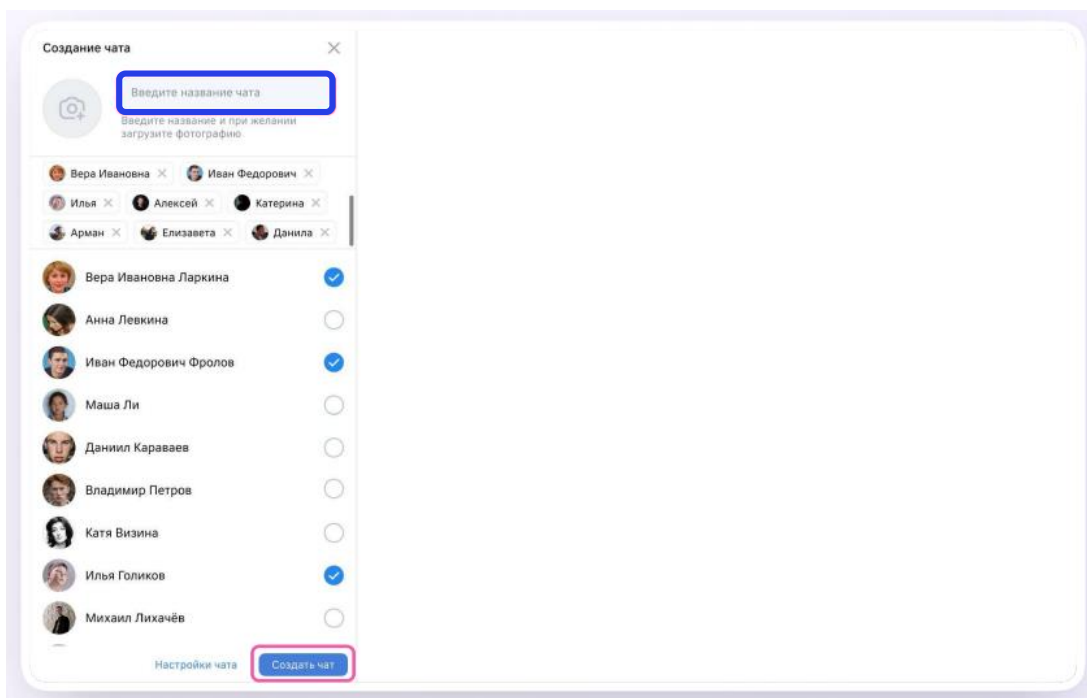 Создание чата
Введите название чата
Введите название и при желании
загрузите фотографию
Вера Ивановна Иван Федорович
Илья Алексей Катерина
Арман Елизавета Данила
Вера Ивановна Ларкина
Анна Левкина
Иван Федорович Фролов
Маша Ли
Даниил Караваев
Владимир Петров
Катя Визина
Илья Голиков
Михаил Лихачёв
Настройки чата Создать чат